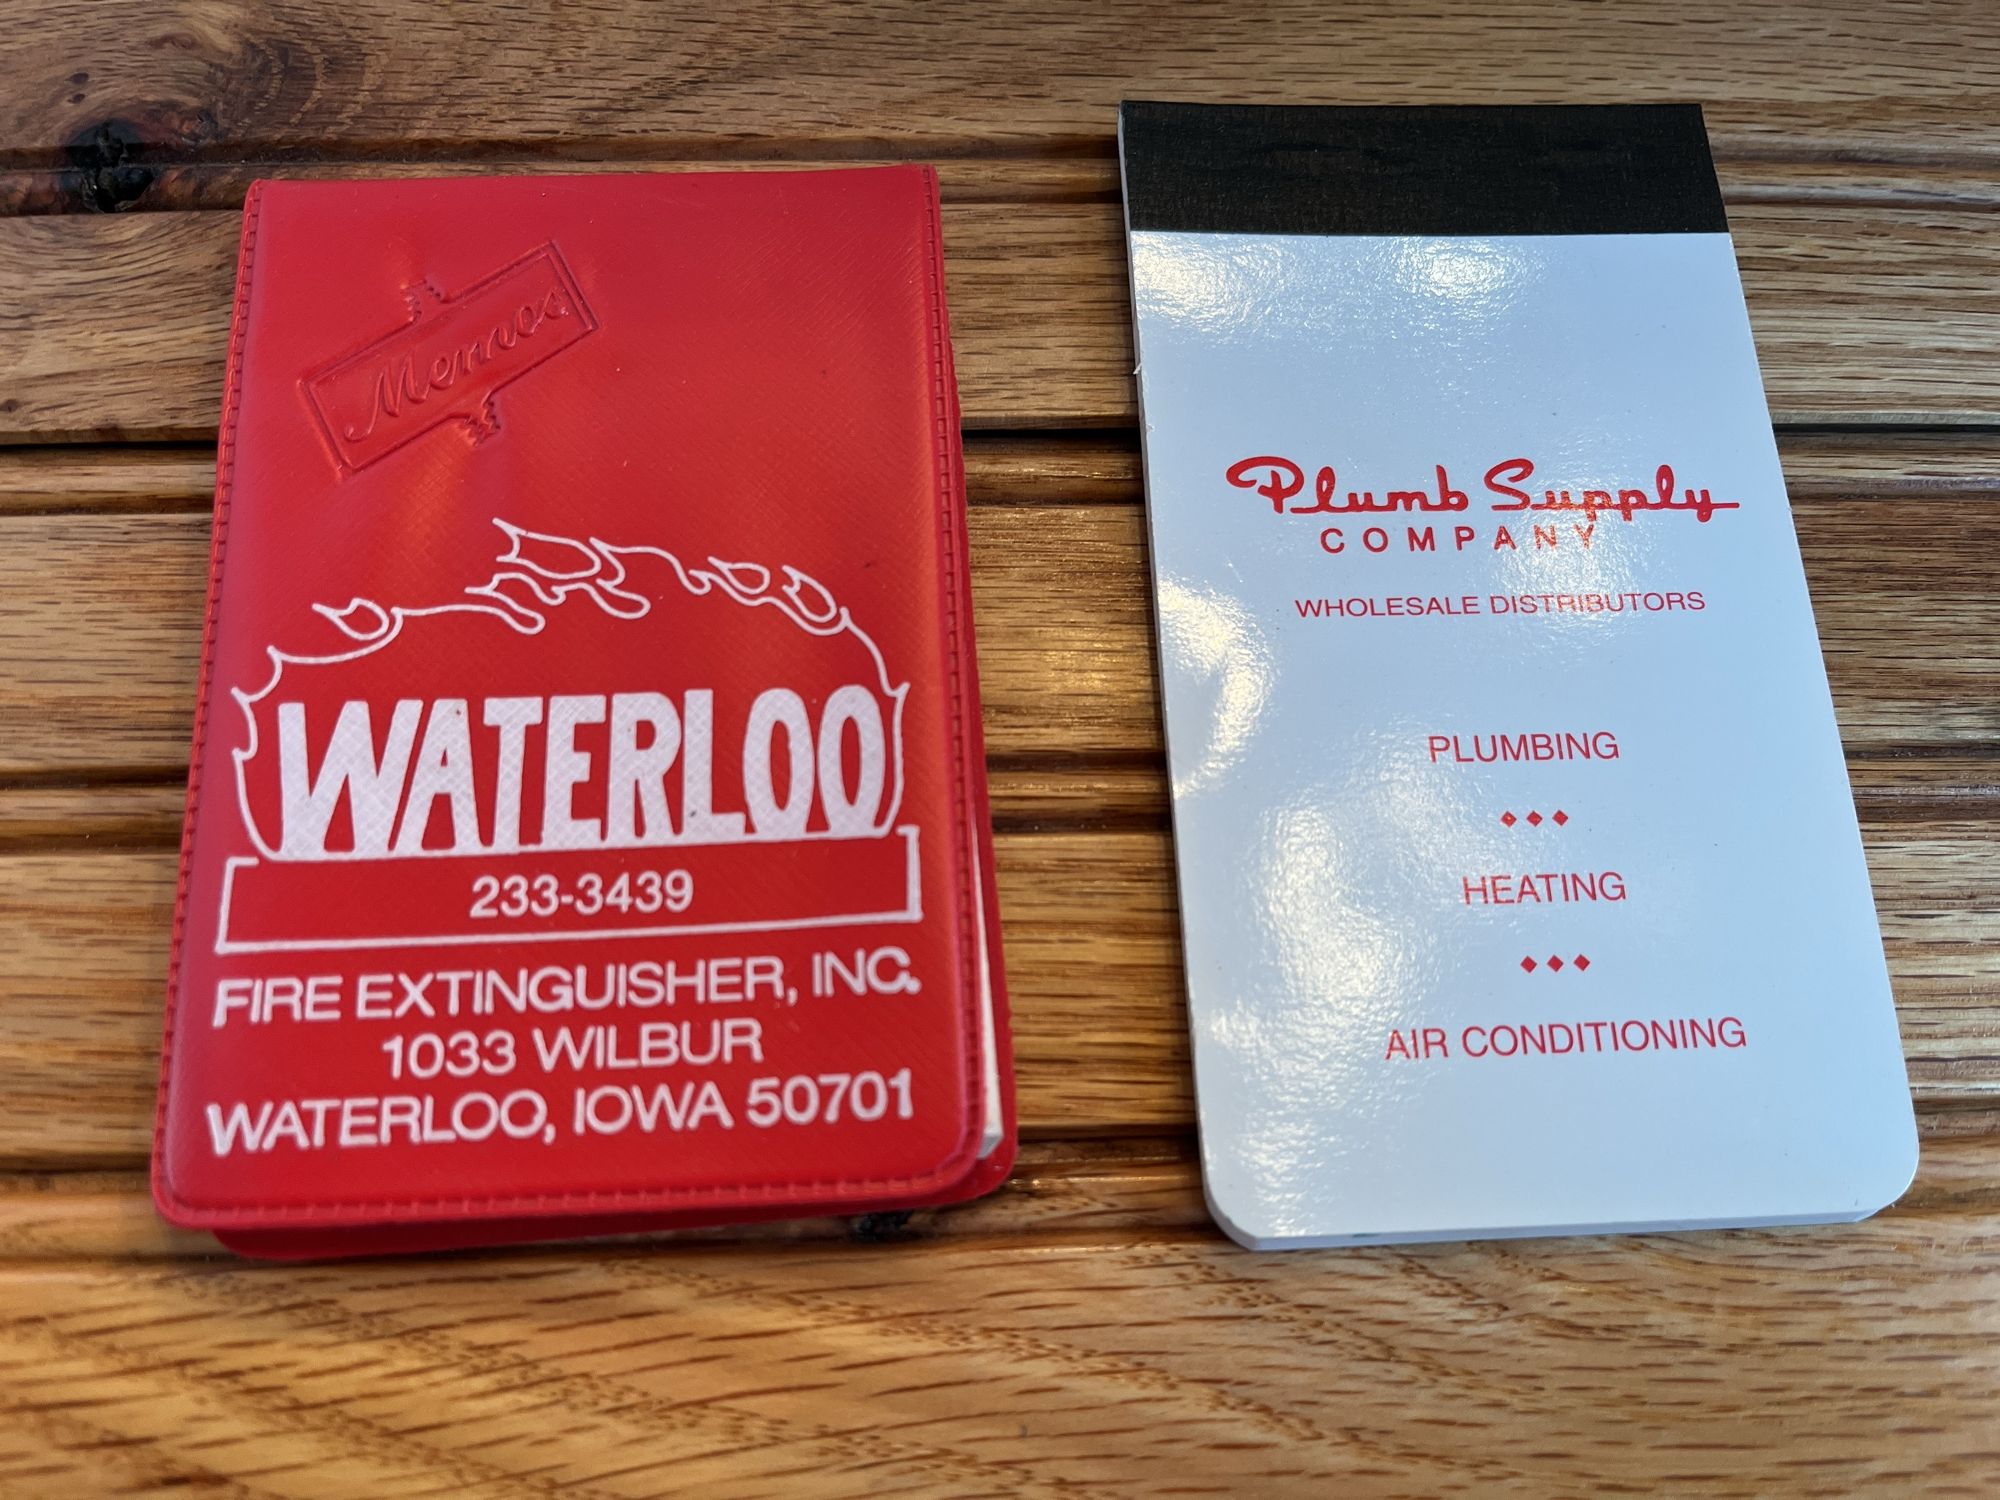 Memos
WATERLOO
233-3439
FIRE EXTINGUISHER, INC.
1033 WILBUR
WATERLOO, IOWA 50701
Plumb Supply
COMPANY
WHOLESALE DISTRIBUTORS
PLUMBING
HEATING
AIR CONDITIONING